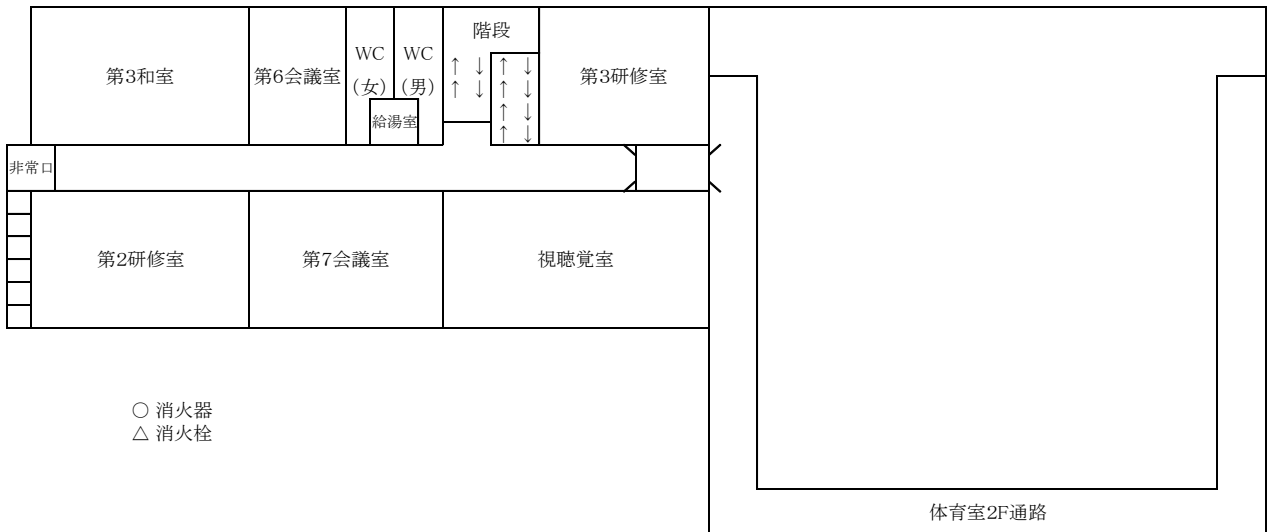 階段
第3和室
第6会議室
WC
(女)
WC
(男)
↑ ↓ ↑ ↓
↑ ↓ ↑ ↓
↑ ↓
↑ ↓
第3研修室
給湯室
非常口
第2研修室
第7会議室
視聴覚室
○ 消火器
△ 消火栓
体育室2F通路